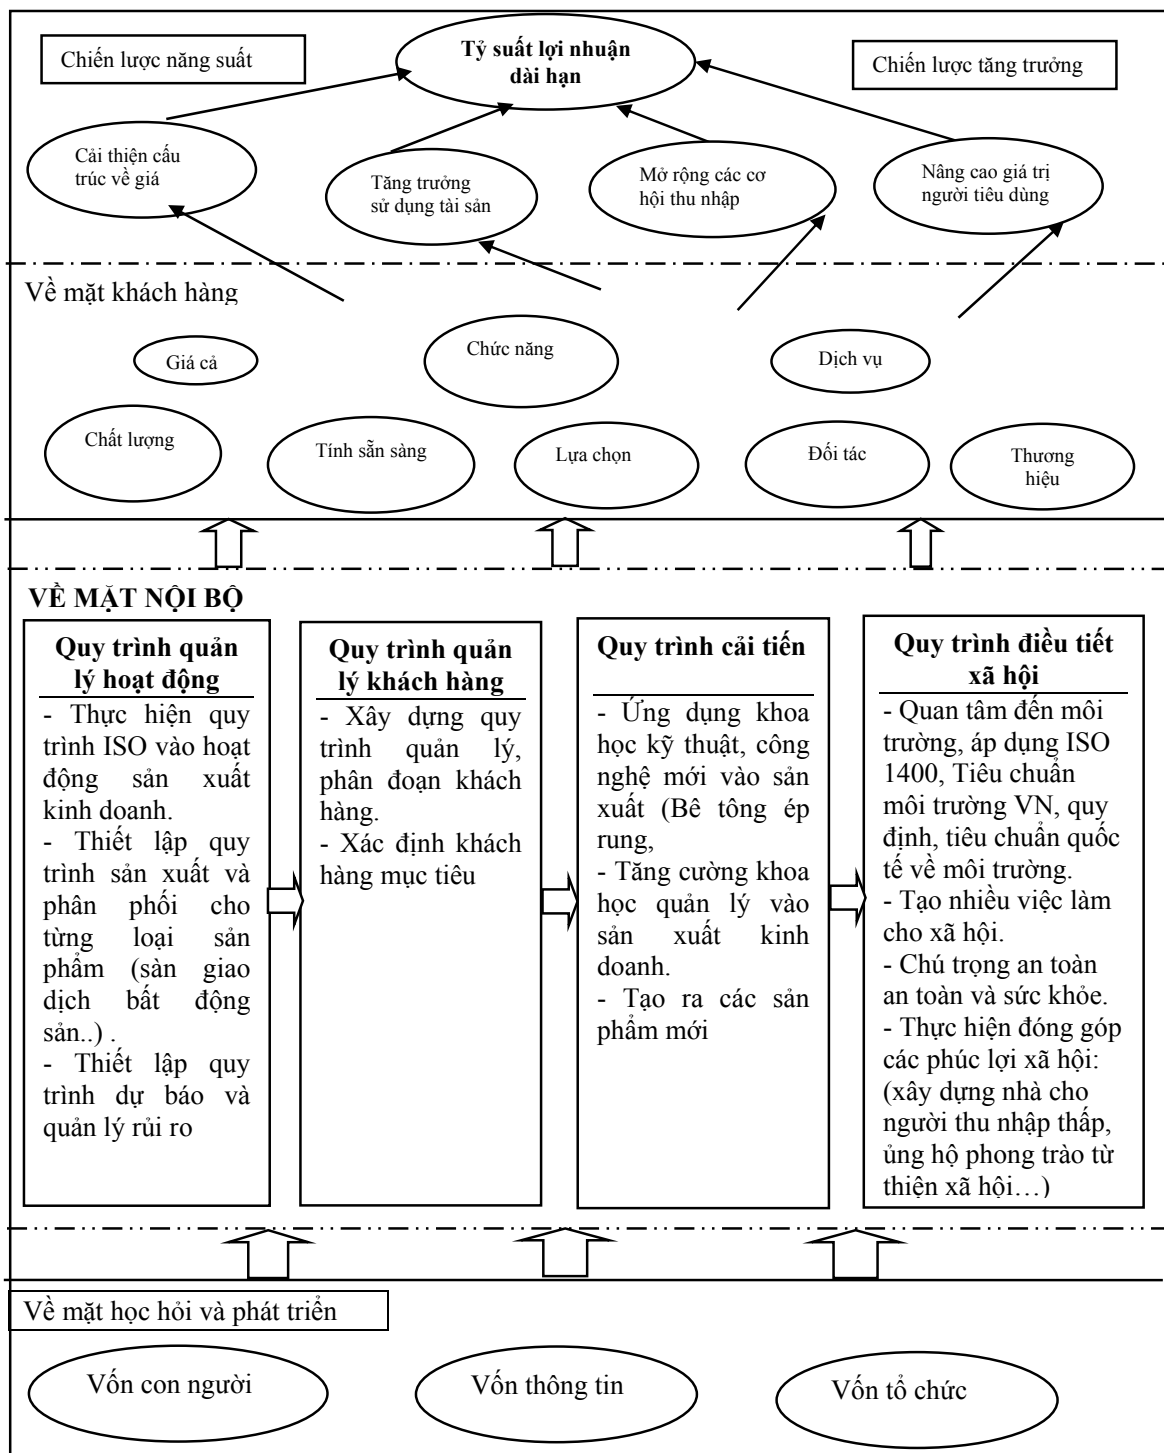 Chiến lược năng suất
Tỷ suất lợi nhuận
dài hạn
Chiến lược tăng trưởng
Cải thiện cấu
trúc về giá
Tăng trưởng
sử dụng tài sản
Mở rộng các cơ
hội thu nhập
Nâng cao giá trị
người tiêu dùng
Về mặt khách hàng
Giá cả
Chức năng
Dịch vụ
Chất lượng
Tính sẵn sàng
Lựa chọn
Đối tác
Thương
hiệu
VỀ MẶT NỘI BỘ
Quy trình quản
lý hoạt động
- Thực hiện quy
trình ISO vào hoạt
động sản xuất
kinh doanh.
- Thiết lập quy
trình sản xuất và
phân phối cho
từng loại sản
phẩm (sàn giao
dịch bất động
sản..) .
- Thiết lập quy
trình dự báo và
quản lý rủi ro
Quy trình quản
lý khách hàng
- Xây dựng quy
trình quản lý,
phân đoạn khách
hàng.
- Xác định khách
hàng mục tiêu
Quy trình cải tiến
- Ứng dụng khoa
học kỹ thuật, công
nghệ mới vào sản
xuất (Bê tông ép
rung,
- Tăng cường khoa
học quản lý vào
sản xuất kinh
doanh.
- Tạo ra các sản
phẩm mới
Quy trình điều tiết
xã hội
- Quan tâm đến môi
trường, áp dụng ISO
1400, Tiêu chuẩn
môi trường VN, quy
định, tiêu chuẩn quốc
tế về môi trường.
- Tạo nhiều việc làm
cho xã hội.
- Chú trọng an toàn
an toàn và sức khỏe.
- Thực hiện đóng góp
các phúc lợi xã hội:
(xây dựng nhà cho
người thu nhập thấp,
ủng hộ phong trào từ
thiện xã hội…)
Về mặt học hỏi và phát triển
Vốn con người
Vốn thông tin
Vốn tổ chức